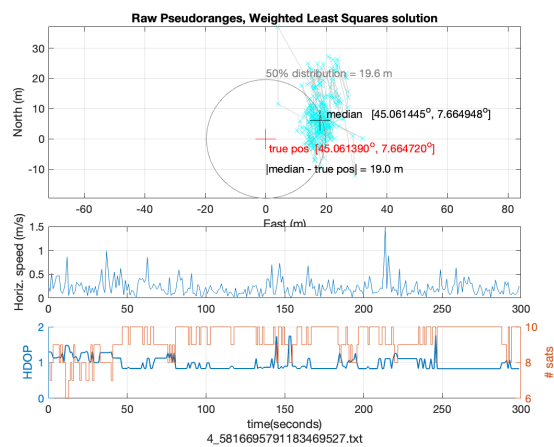 Raw Pseudoranges, Weighted Least Squares solution
30
20
10
0
-10
North (m)
50% distribution = 19.6 m
median [45.061445°, 7.664948°]
true pos [45.061390°, 7.664720°]
|median - true pos| = 19.0 m
-60 -40 -20 0 20 40 60 80
East (m)
1.5
1
0.5
0
Horiz. speed (m/s)
0 50 100 150 200 250 300
2
1
0
HDOP
10
8
6
# sats
0 50 100 150 200 250 300
time(seconds)
4_5816695791183469527.txt